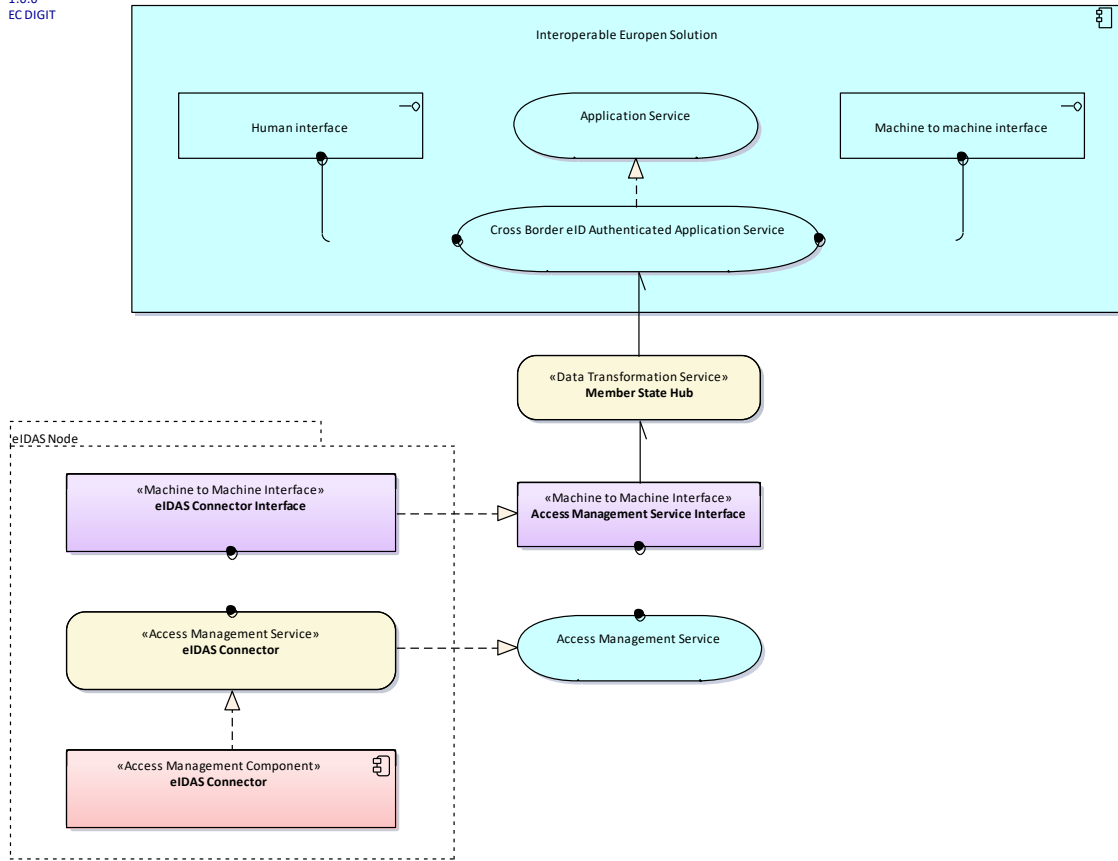 1.0.0
EC DIGIT
Interoperable Europen Solution
Human interface
Application Service
Machine to machine interface
Cross Border eID Authenticated Application Service
«Data Transformation Service»
Member State Hub
eIDAS Node
«Machine to Machine Interface»
eIDAS Connector Interface
«Machine to Machine Interface»
Access Management Service Interface
«Access Management Service»
eIDAS Connector
Access Management Service
«Access Management Component»
eIDAS Connector